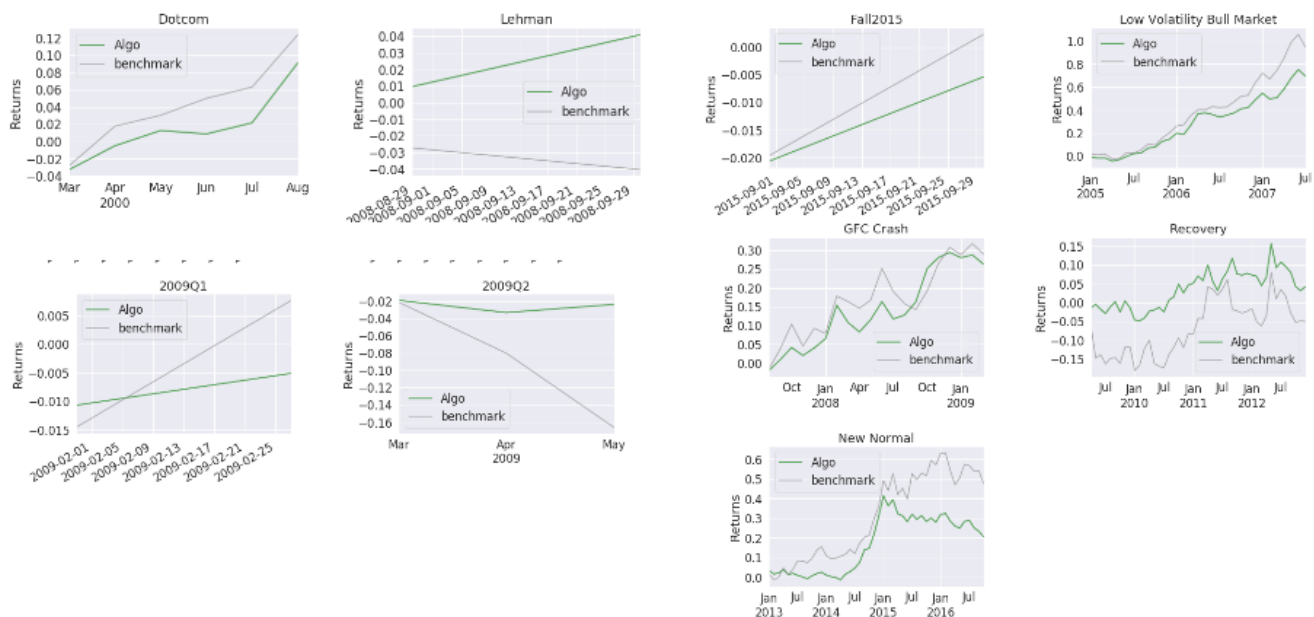 Dotcom
Returns
0.12
0.10
0.08
0.06
0.04
0.02
0.00
−0.02
−0.04
Algo
benchmark
Mar
Apr
May
Jun
Jul
Aug
2000
Lehman
Returns
0.04
0.03
0.02
0.01
0.00
−0.01
−0.02
−0.03
−0.04
Algo
benchmark
2008-08-29
2008-09-01
2008-09-05
2008-09-09
2008-09-13
2008-09-17
2008-09-21
2008-09-25
2008-09-29
Fall2015
Returns
0.000
−0.005
−0.010
−0.015
−0.020
Algo
benchmark
2015-09-01
2015-09-05
2015-09-09
2015-09-13
2015-09-17
2015-09-21
2015-09-25
2015-09-29
Low Volatility Bull Market
Returns
1.0
0.8
0.6
0.4
0.2
0.0
Algo
benchmark
Jan
2005
Jul
Jan
2006
Jul
Jan
2007
Jul
2009Q1
Returns
0.005
0.000
−0.005
−0.010
−0.015
Algo
benchmark
2009-02-01
2009-02-05
2009-02-09
2009-02-13
2009-02-17
2009-02-21
2009-02-25
2009Q2
Returns
−0.02
−0.04
−0.06
−0.08
−0.10
−0.12
−0.14
−0.16
Algo
benchmark
Mar
Apr
May
2009
GFC Crash
Returns
0.30
0.25
0.20
0.15
0.10
0.05
0.00
Algo
benchmark
Oct
Jan
2008
Apr
Jul
Oct
Jan
2009
Recovery
Returns
0.15
0.10
0.05
0.00
−0.05
−0.10
−0.15
Algo
benchmark
Jul
Jan
2010
Jul
Jan
2011
Jul
Jan
2012
Jul
New Normal
Returns
0.6
0.5
0.4
0.3
0.2
0.1
0.0
Algo
benchmark
Jan
2013
Jul
Jan
2014
Jul
Jan
2015
Jul
Jan
2016
Jul